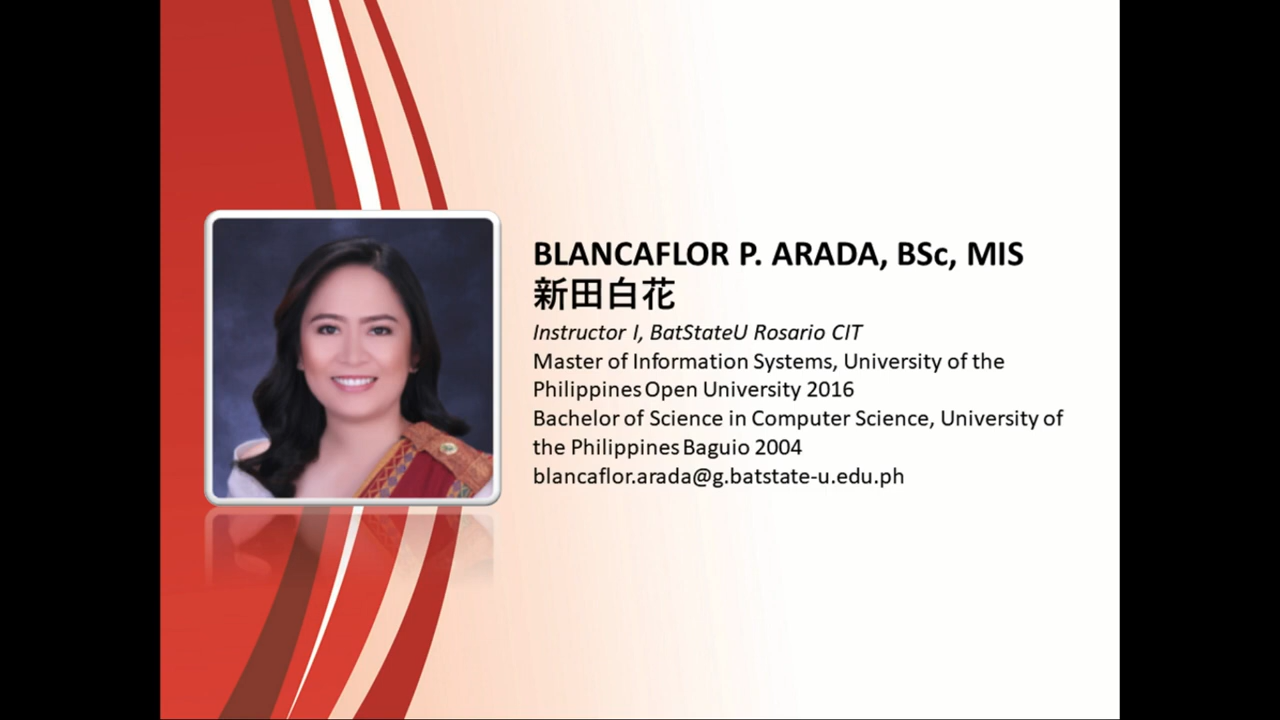 BLANCAFLOR P. ARADA, BSc, MIS
新田白花
Instructor I, BatStateU Rosario CIT
Master of Information Systems, University of the
Philippines Open University 2016
Bachelor of Science in Computer Science, University of
the Philippines Baguio 2004
blancaflor.arada@g.batstate-u.edu.ph